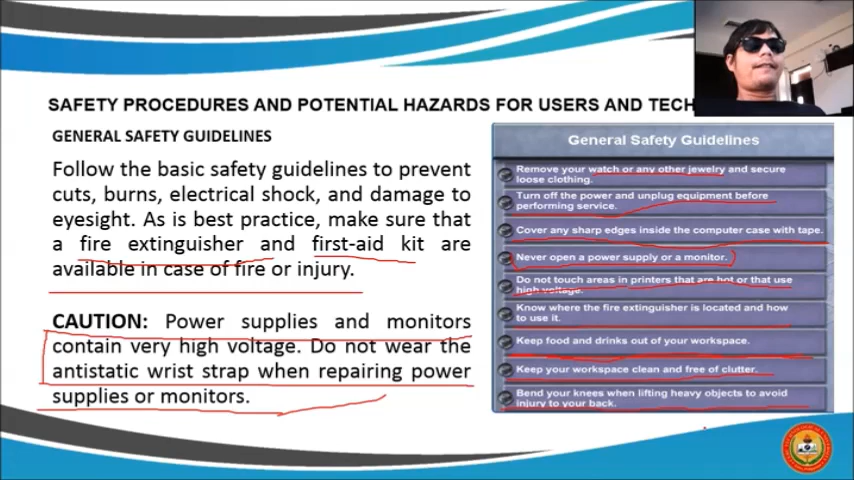 SAFETY PROCEDURES AND POTENTIAL HAZARDS FOR USERS AND TECH
GENERAL SAFETY GUIDELINES
Follow the basic safety guidelines to prevent
cuts, burns, electrical shock, and damage to
eyesight. As is best practice, make sure that
a fire extinguisher and first-aid kit are
available in case of fire or injury.
CAUTION: Power supplies and monitors
contain very high voltage. Do not wear the
antistatic wrist strap when repairing power
supplies or monitors.
General Safety Guidelines
Remove your watch or any other jewelry and secure
loose clothing.
Turn off the power and unplug equipment before
performing service.
Cover any sharp edges inside the computer case with tape.
Never open a power supply or a monitor.
Do not touch areas in printers that are hot or that use
high voltage.
Know where the fire extinguisher is located and how
to use it.
Keep food and drinks out of your workspace.
Keep your workspace clean and free of clutter.
Bend your knees when lifting heavy objects to avoid
injury to your back.